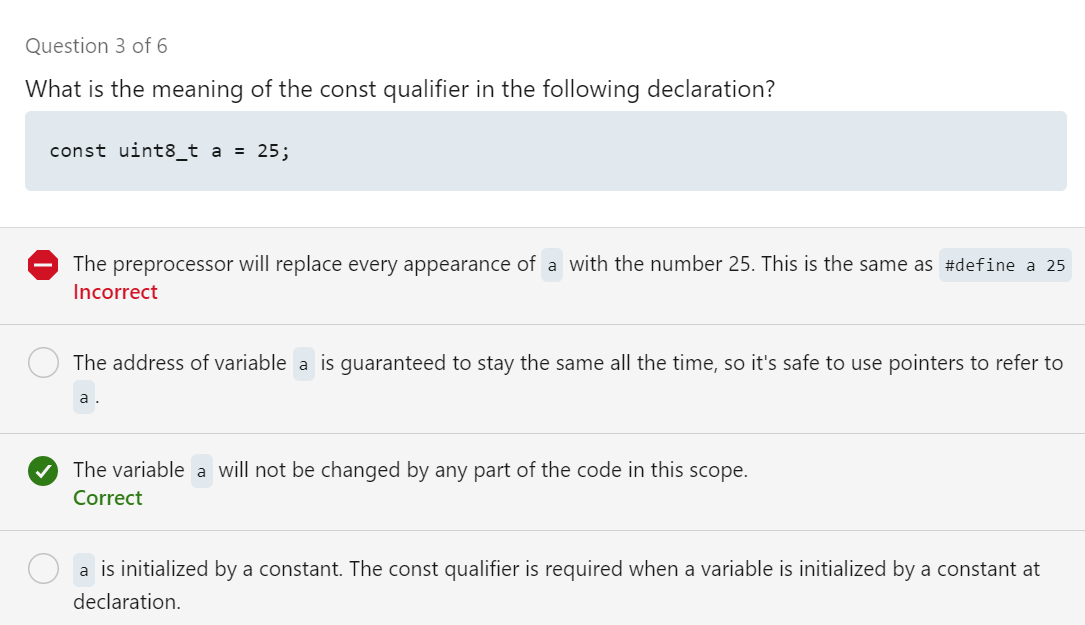 Question 3 of 6
What is the meaning of the const qualifier in the following declaration?
const uint8_t a = 25;
The preprocessor will replace every appearance of a with the number 25. This is the same as #define a 25
Incorrect
The address of variable a is guaranteed to stay the same all the time, so it's safe to use pointers to refer to
a.
The variable a will not be changed by any part of the code in this scope.
Correct
a is initialized by a constant. The const qualifier is required when a variable is initialized by a constant at
declaration.